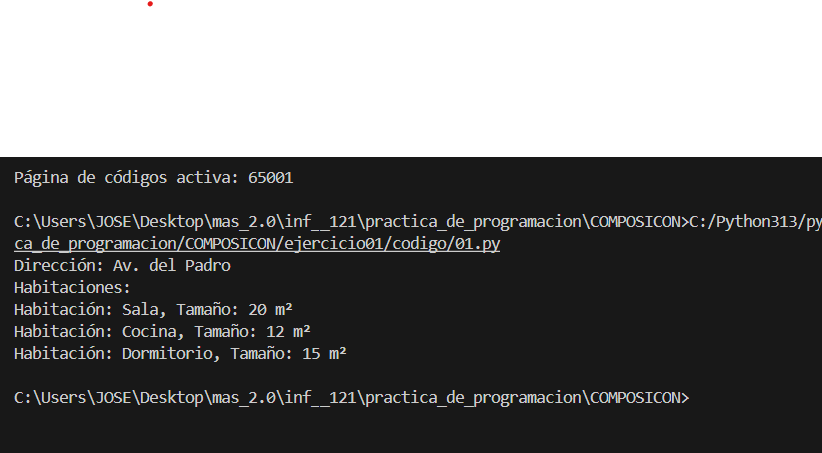 Página de códigos activa: 65001
C:\Users\JOSE\Desktop\mas_2.0\inf__121\practica_de_programacion\COMPOSICON>C:/Python313/py
ca_de_programacion/COMPOSICON/ejercicio01/codigo/01.py
Dirección: Av. del Padro
Habitaciones:
Habitación: Sala, Tamaño: 20 m²
Habitación: Cocina, Tamaño: 12 m²
Habitación: Dormitorio, Tamaño: 15 m²
C:\Users\JOSE\Desktop\mas_2.0\inf__121\practica_de_programacion\COMPOSICON>